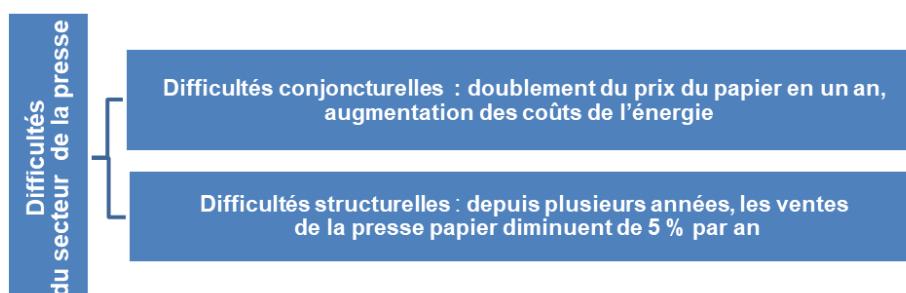 Difficultés
du secteur de la presse
Difficultés conjoncturelles : doublement du prix du papier en un an,
augmentation des coûts de l’énergie
Difficultés structurelles : depuis plusieurs années, les ventes
de la presse papier diminuent de 5 % par an